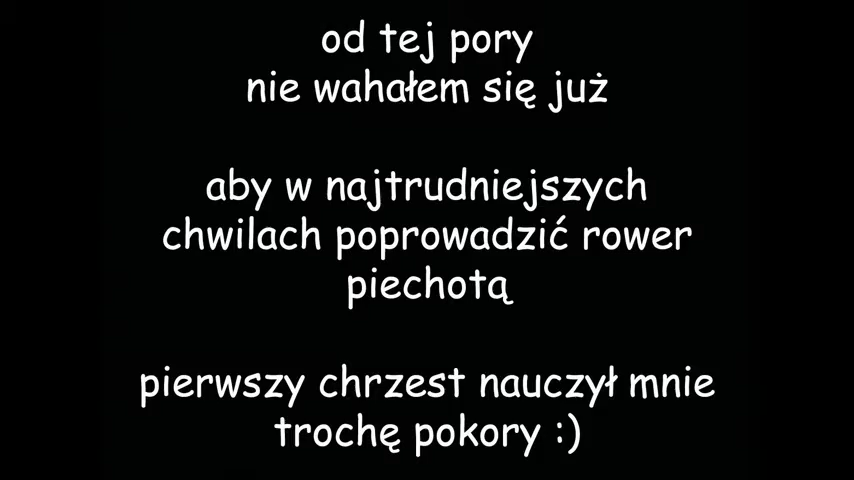 od tej pory
nie wahałem się już
aby w najtrudniejszych
chwilach poprowadzić rower
piechotą
pierwszy chrzest nauczył mnie
trochę pokory :)